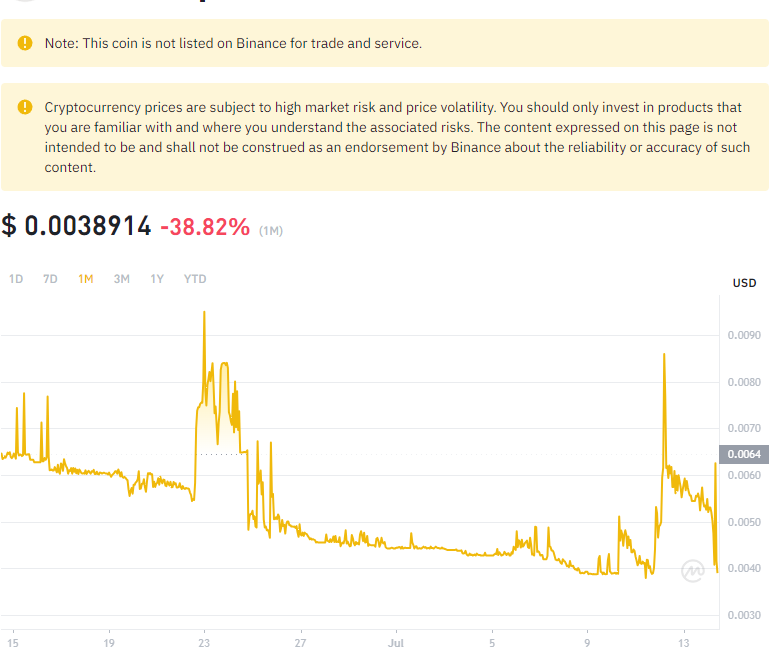 Note: This coin is not listed on Binance for trade and service.
Cryptocurrency prices are subject to high market risk and price volatility. You should only invest in products that
you are familiar with and where you understand the associated risks. The content expressed on this page is not
intended to be and shall not be construed as an endorsement by Binance about the reliability or accuracy of such
content.
$ 0.0038914 -38.82% (1M)
1D 7D 1M 3M 1Y YTD
USD
0.0090
0.0080
0.0070
0.0064
0.0060
0.0050
0.0040
0.0030
15 19 23 27 Jul 5 9 13